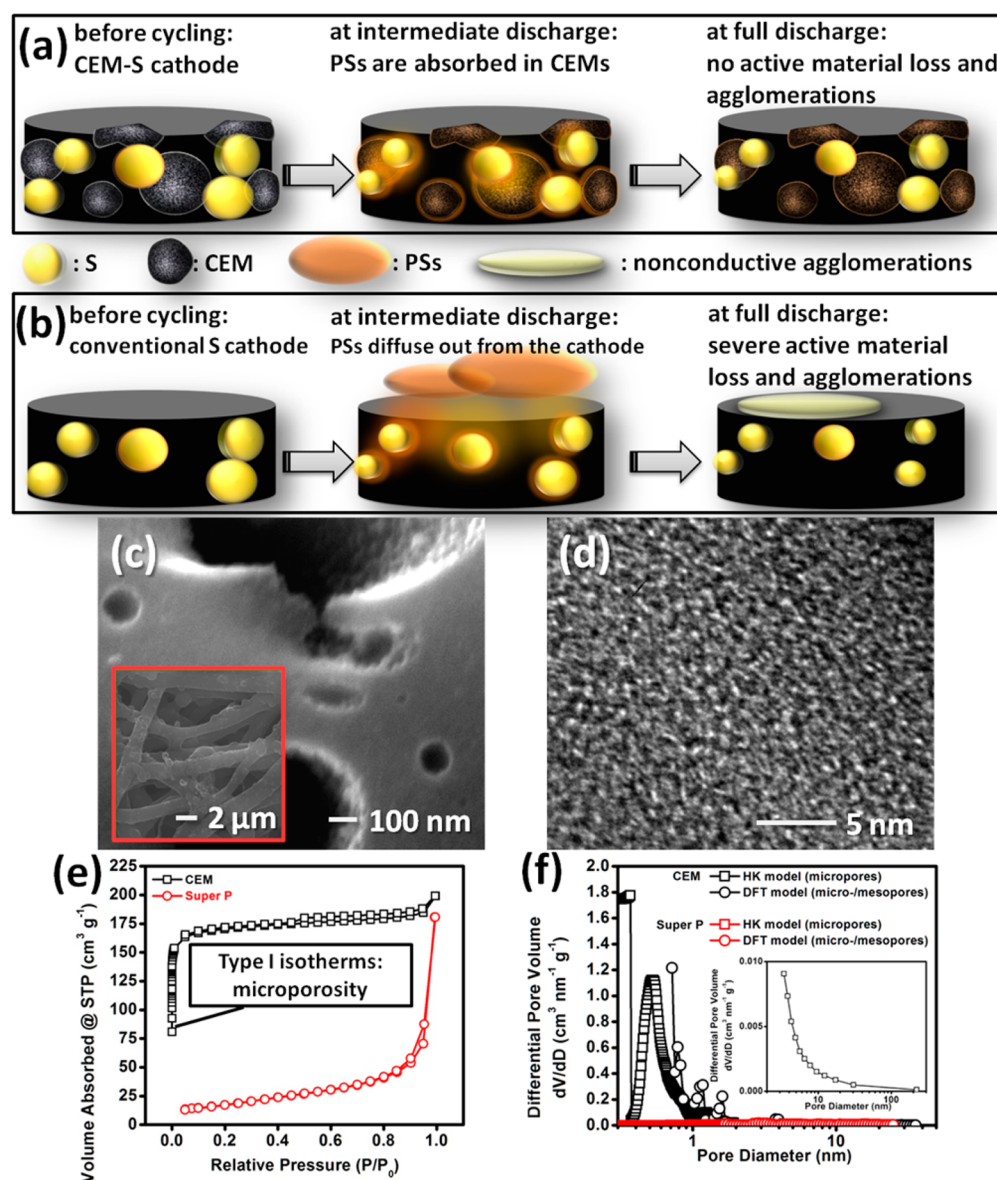 (a)
before cycling:
CEM-S cathode
at intermediate discharge:
PSs are absorbed in CEMs
at full discharge:
no active material loss and
agglomerations
: S
: CEM
: PSs
: nonconductive agglomerations
(b)
before cycling:
conventional S cathode
at intermediate discharge:
PSs diffuse out from the cathode
at full discharge:
severe active material
loss and agglomerations
(c)
2 μm
100 nm
(d)
5 nm
(e)
Volume Absorbed @ STP (cm³ g⁻¹)
225
200
175
150
125
100
75
50
25
0
CEM
Super P
Type I isotherms:
microporosity
0.0 0.2 0.4 0.6 0.8 1.0
Relative Pressure (P/P₀)
(f)
Differential Pore Volume
dV/dD (cm³ nm⁻¹ g⁻¹)
2.0
1.8
1.6
1.4
1.2
1.0
0.8
0.6
0.4
0.2
0.0
CEM HK model (micropores)
DFT model (micro-/mesopores)
Super P HK model (micropores)
DFT model (micro-/mesopores)
Differential Pore Volume
dV/dD (cm³ nm⁻¹ g⁻¹)
0.010
0.005
0.000
10 100
Pore Diameter (nm)
1 10
Pore Diameter (nm)